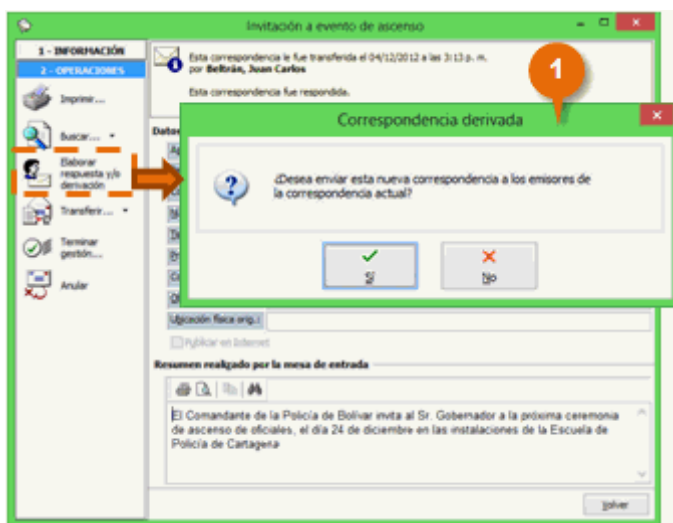 Invitación a evento de ascenso
1 - INFORMACIÓN
2 - OPERACIONES
Esta correspondencia le fue transferida el 04/12/2012 a las 3:13 p. m.
por Beltrán, Juan Carlos
Esta correspondencia fue respondida.
1
Imprimir...
Buscar...
Elaborar
respuesta y/o
derivación
Transferir...
Terminar
gestión...
Anular
Correspondencia derivada
¿Desea enviar esta nueva correspondencia a los emisores de
la correspondencia actual?
Sí
No
Ubicación física orig.:
Publicar en Internet
Resumen realizado por la mesa de entrada
El Comandante de la Policía de Bolivar invita al Sr. Gobernador a la próxima ceremonia
de ascenso de oficiales, el día 24 de diciembre en las instalaciones de la Escuela de
Policía de Cartagena
Volver